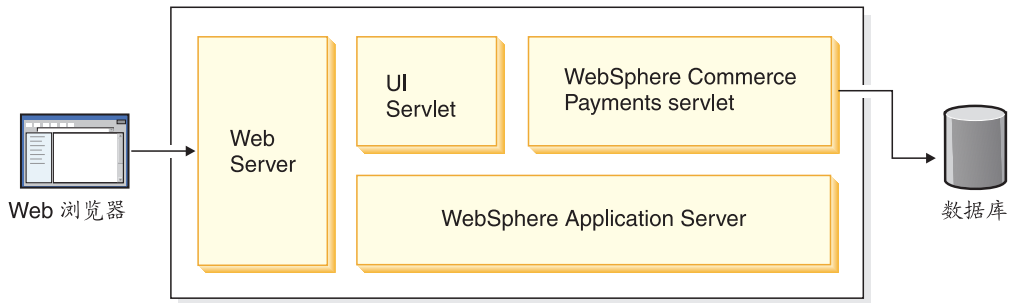 Web 浏览器
Web
Server
UI
Servlet
WebSphere Commerce
Payments servlet
WebSphere Application Server
数据库